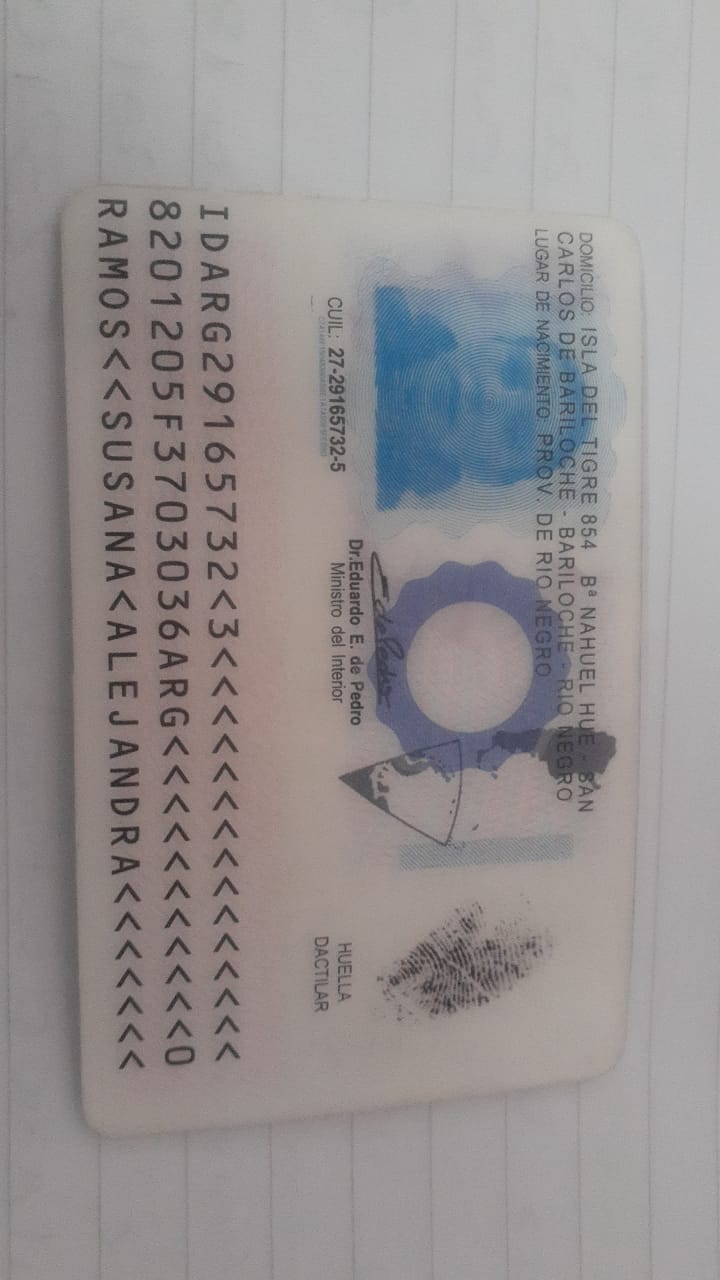 DOMICILIO: ISLA DEL TIGRE 854 Bª NAHUEL HUE - SAN
CARLOS DE BARILOCHE - BARILOCHE - RIO NEGRO
LUGAR DE NACIMIENTO: PROV. DE RIO NEGRO
CUIL: 27-29165732-5
Dr.Eduardo E. de Pedro
Ministro del Interior
HUELLA
DACTILAR
IDARG29165732<3<<<<<<<<<<<<<<<
8201205F3703036ARG<<<<<<<<<<<0
RAMOS<<SUSANA<ALEJANDRA<<<<<<<